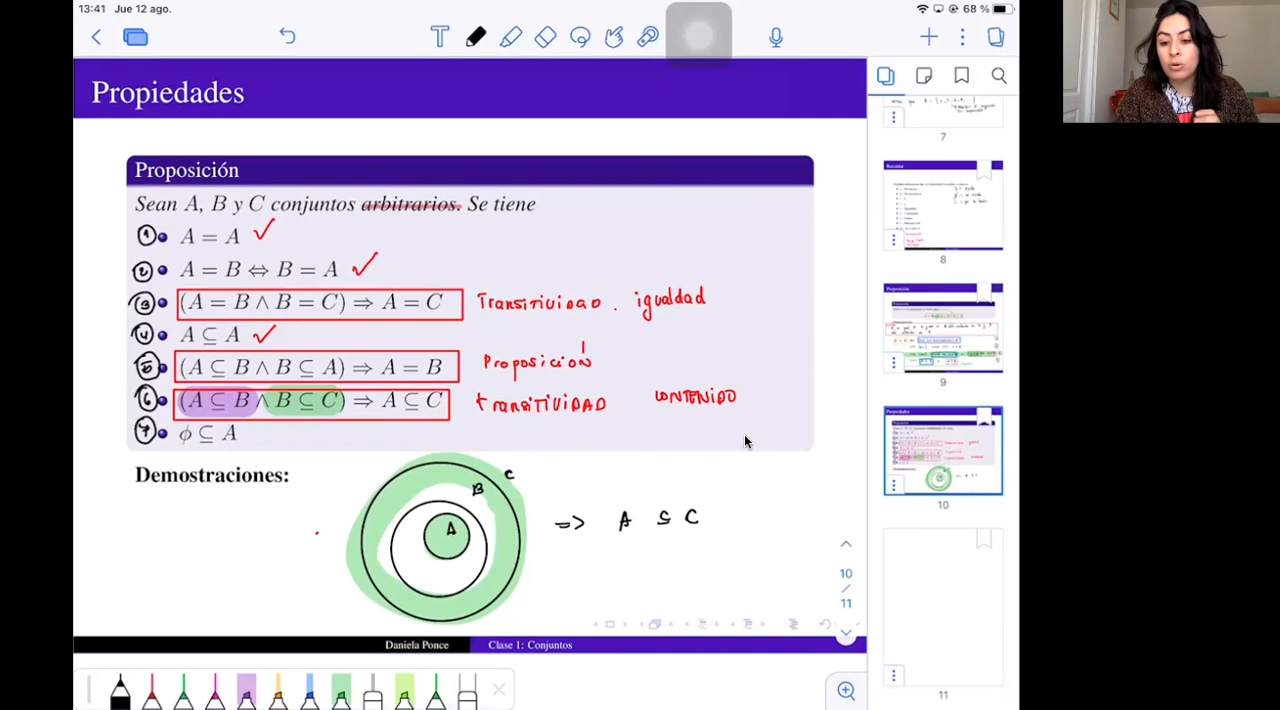 13:41 Jue 12 ago.
68 %
Propiedades
Proposición
Sean A, B y C conjuntos arbitrarios. Se tiene
① A = A ✓
② A = B ⇔ B = A ✓
③ (A = B ∧ B = C) ⇒ A = C Transitividad . igualdad
④ A ⊆ A ✓
⑤ (A ⊆ B ∧ B ⊆ A) ⇒ A = B Proposición
⑥ (A ⊆ B ∧ B ⊆ C) ⇒ A ⊆ C transitividad CONTENIDO
⑦ ϕ ⊆ A
Demostraciones:
C
B
A
=> A ⊆ C
10
/
11
Daniela Ponce Clase 1: Conjuntos
7
8
9
10
11